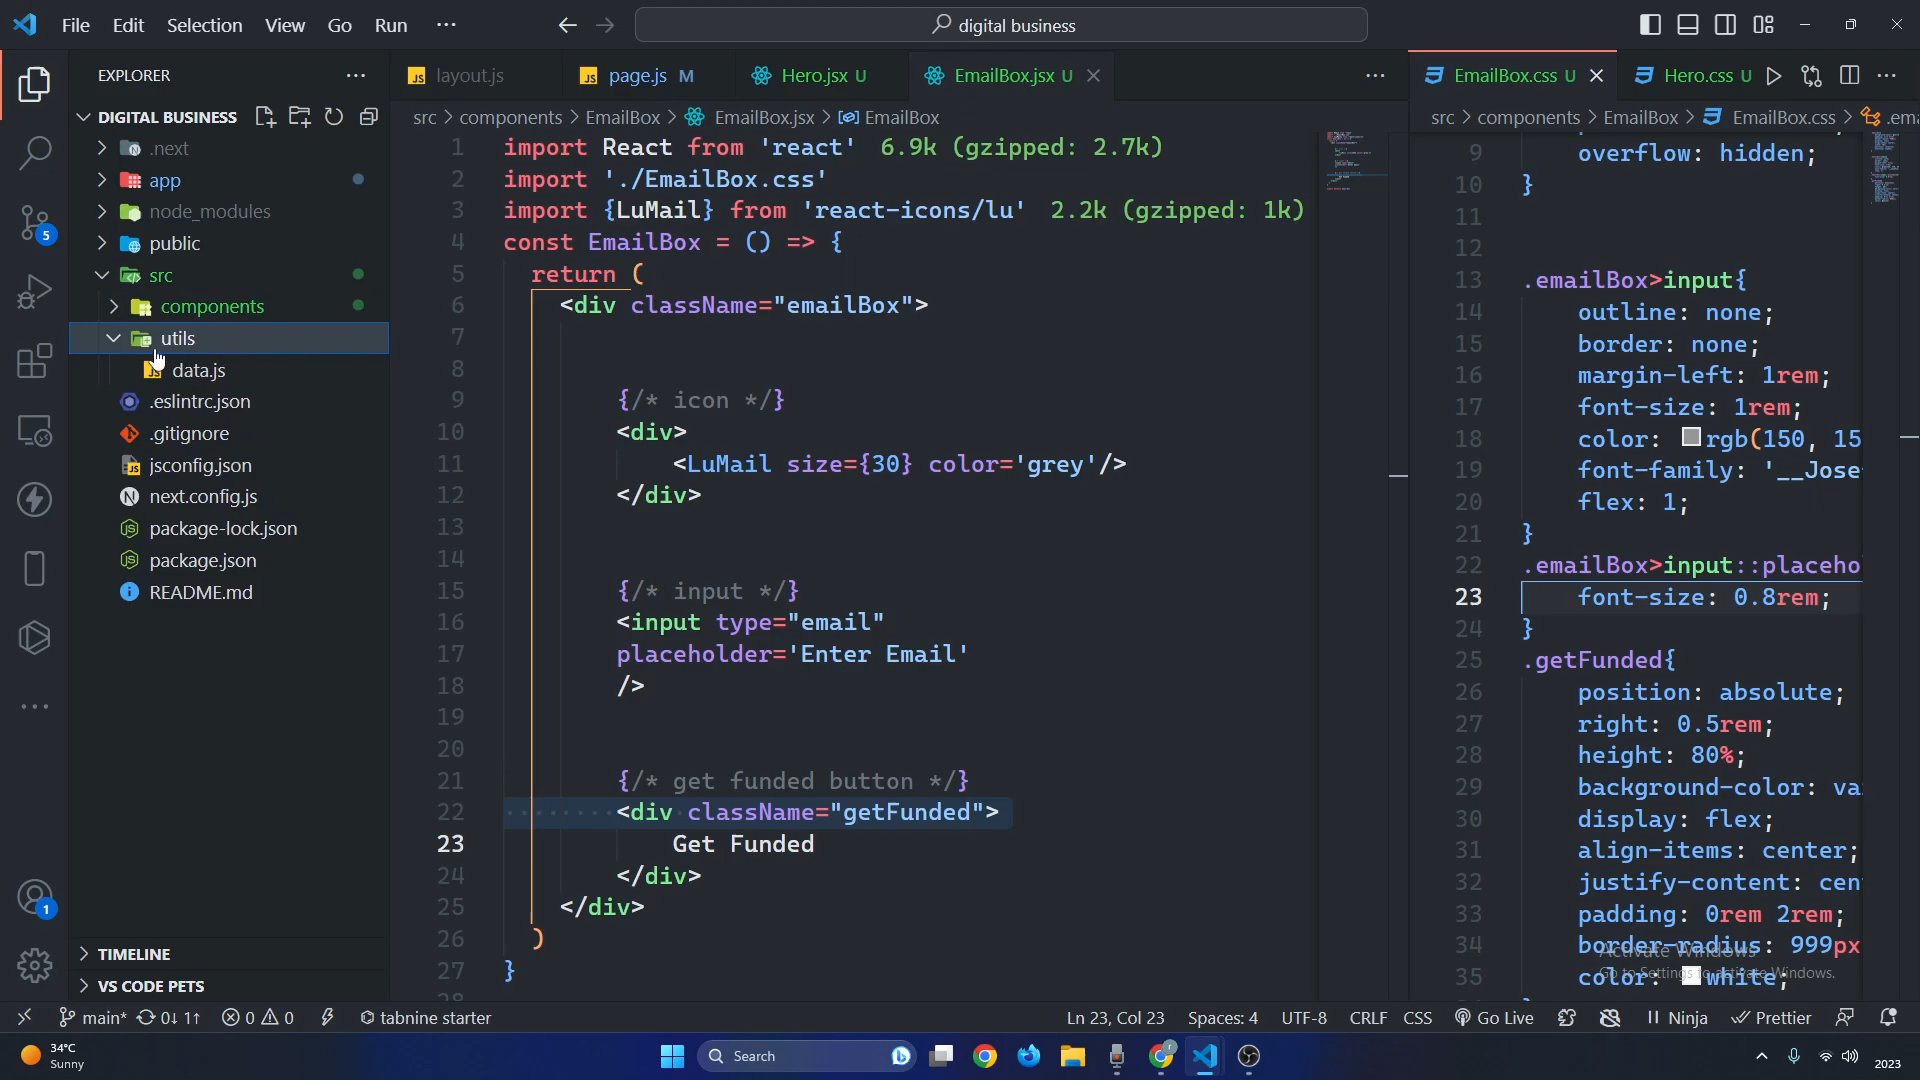 File Edit Selection View Go Run ···
digital business
EXPLORER
DIGITAL BUSINESS
.next
app
node_modules
public
src
components
utils
data.js
.eslintrc.json
.gitignore
jsconfig.json
next.config.js
package-lock.json
package.json
README.md
TIMELINE
VS CODE PETS
5
1
layout.js
page.js M
Hero.jsx U
EmailBox.jsx U
src > components > EmailBox > EmailBox.jsx > EmailBox
1 import React from 'react' 6.9k (gzipped: 2.7k)
2 import './EmailBox.css'
3 import {LuMail} from 'react-icons/lu' 2.2k (gzipped: 1k)
4 const EmailBox = () => {
5 return (
6 <div className="emailBox">
7
8
9 {/* icon */}
10 <div>
11 <LuMail size={30} color='grey'/>
12 </div>
13
14
15 {/* input */}
16 <input type="email"
17 placeholder='Enter Email'
18 />
19
20
21 {/* get funded button */}
22 <div className="getFunded">
23 Get Funded
24 </div>
25 </div>
26 )
27 }
28
EmailBox.css U
Hero.css U
src > components > EmailBox > EmailBox.css > .ema
9 overflow: hidden;
10 }
11
12
13 .emailBox>input{
14 outline: none;
15 border: none;
16 margin-left: 1rem;
17 font-size: 1rem;
18 color: rgb(150, 15
19 font-family: '__Jose
20 flex: 1;
21 }
22 .emailBox>input::placeho
23 font-size: 0.8rem;
24 }
25 .getFunded{
26 position: absolute;
27 right: 0.5rem;
28 height: 80%;
29 background-color: va
30 display: flex;
31 align-items: center;
32 justify-content: cen
33 padding: 0rem 2rem;
34 border-radius: 999px
35 color: white;
Activate Windows
Go to Settings to activate Windows.
main* 0↓ 1↑ 0 0 tabnine starter
Ln 23, Col 23 Spaces: 4 UTF-8 CRLF CSS Go Live Ninja Prettier
34°C
Sunny
Search
2023